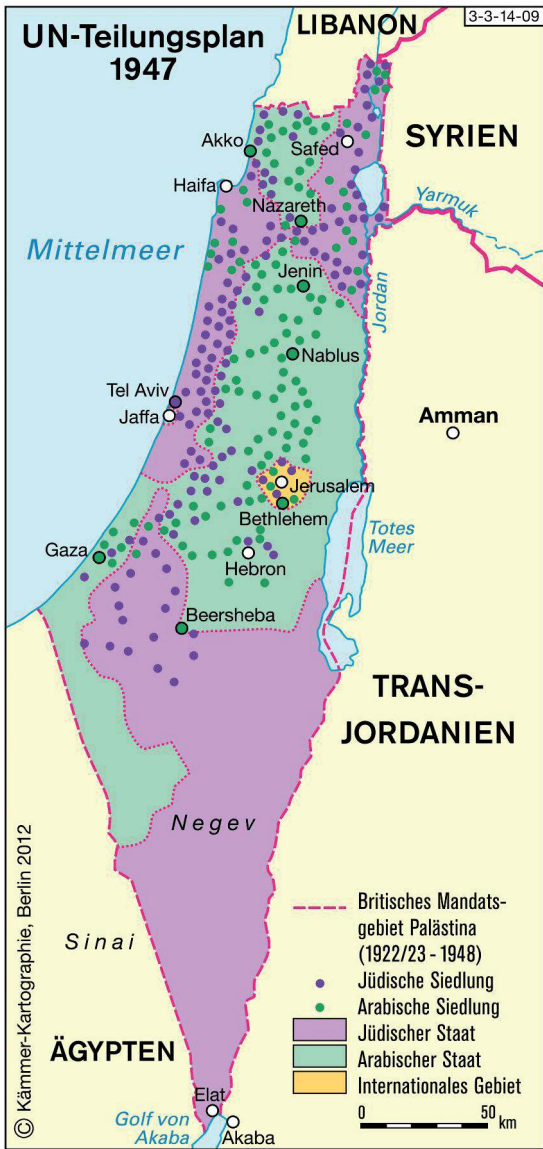 UN-Teilungsplan
1947
LIBANON
3-3-14-09
SYRIEN
Akko
Safed
Haifa
Nazareth
Yarmuk
Mittelmeer
Jenin
Jordan
Nablus
Tel Aviv
Jaffa
Amman
Jerusalem
Bethlehem
Totes
Meer
Gaza
Hebron
Beersheba
TRANS-
JORDANIEN
Negev
Sinai
ÄGYPTEN
Elat
Golf von
Akaba
Akaba
Britisches Mandats-
gebiet Palästina
(1922/23 - 1948)
Jüdische Siedlung
Arabische Siedlung
Jüdischer Staat
Arabischer Staat
Internationales Gebiet
0 50
km
© Kämmer-Kartographie, Berlin 2012